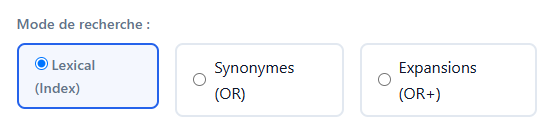 Mode de recherche :
Lexical
(Index)
Synonymes
(OR)
Expansions
(OR+)